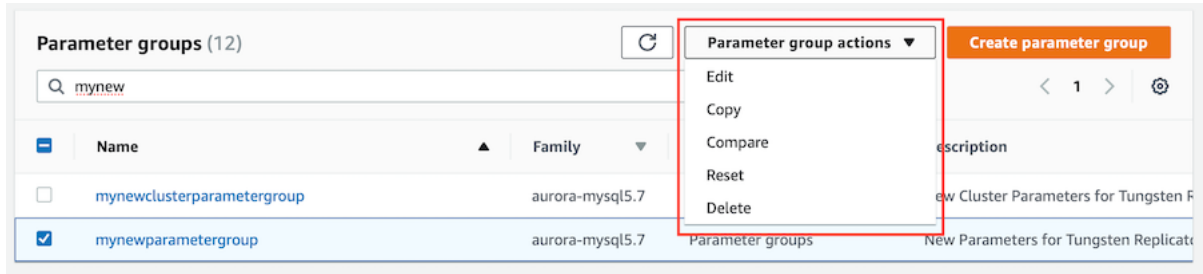 Parameter groups (12)
Parameter group actions
Create parameter group
mynew
1
Edit
Copy
Compare
Reset
Delete
Name
Family
escription
mynewclusterparametergroup
aurora-mysql5.7
ew Cluster Parameters for Tungsten R
mynewparametergroup
aurora-mysql5.7
Parameter groups
New Parameters for Tungsten Replicat